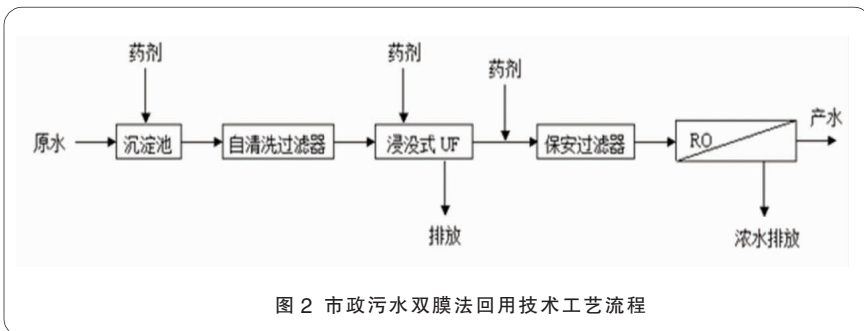 药剂
药剂
药剂
原水
沉淀池
自清洗过滤器
浸没式 UF
保安过滤器
RO
产水
排放
浓水排放
图 2 市政污水双膜法回用技术工艺流程